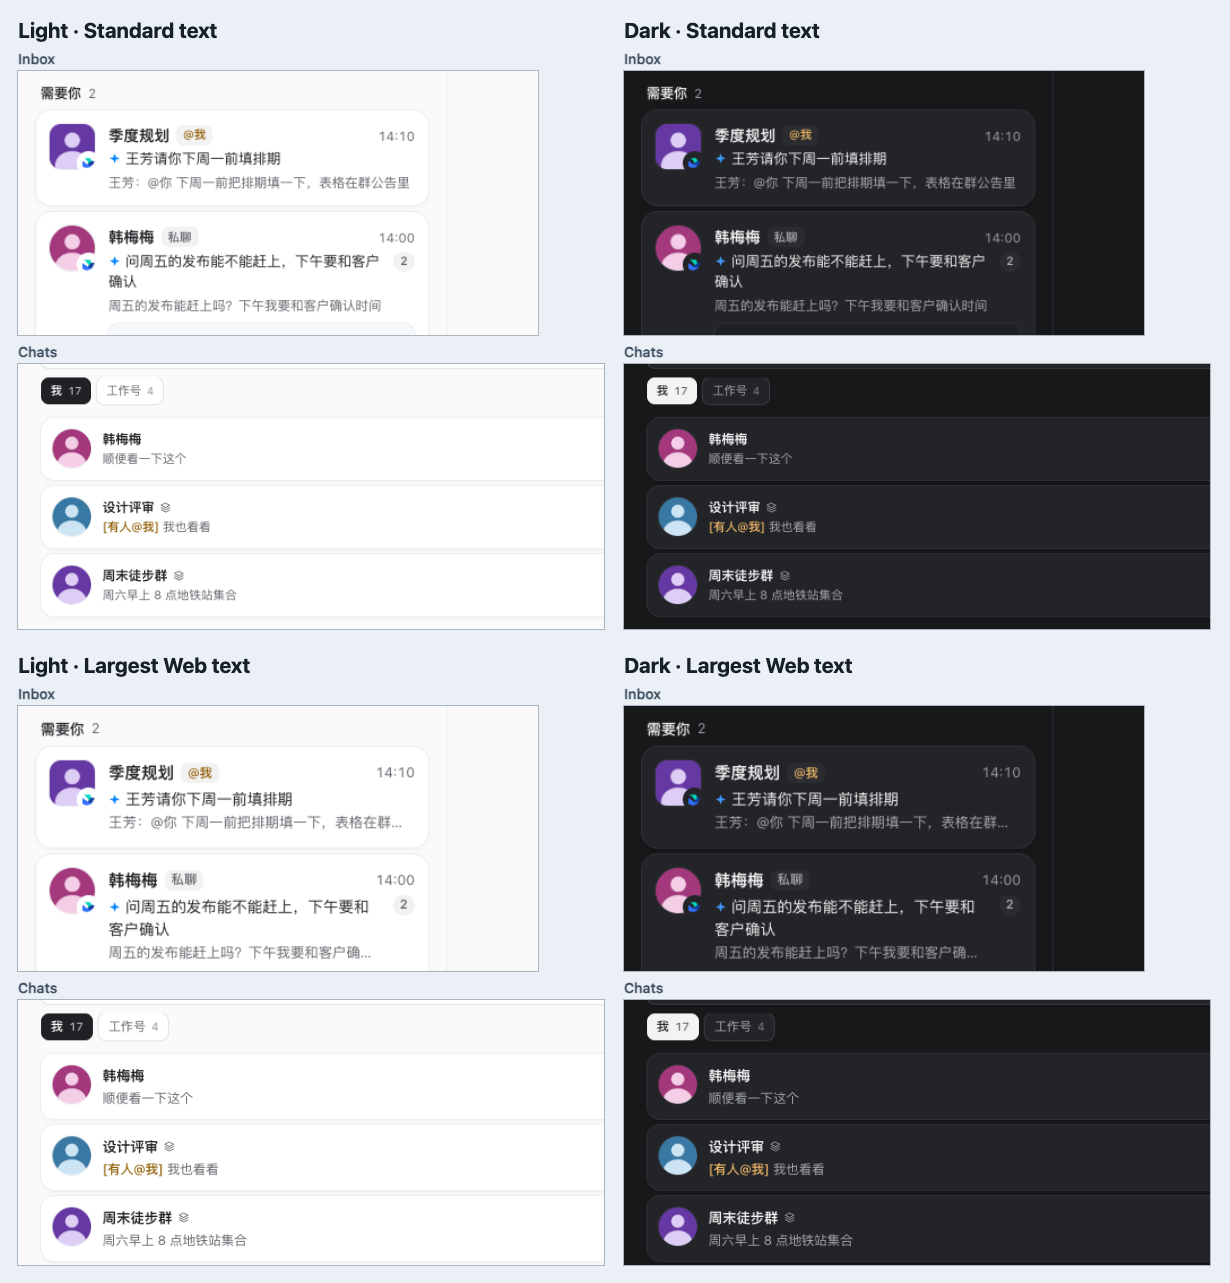 Light · Standard text
Inbox
需要你 2
季度规划 @我 14:10
王芳请你下周一前填排期
王芳：@你 下周一前把排期填一下，表格在群公告里
韩梅梅 私聊 14:00
问周五的发布能不能赶上，下午要和客户 2
确认
周五的发布能赶上吗？下午我要和客户确认时间
Chats
我 17 工作号 4
韩梅梅
顺便看一下这个
设计评审
[有人@我] 我也看看
周末徒步群
周六早上 8 点地铁站集合
Dark · Standard text
Inbox
需要你 2
季度规划 @我 14:10
王芳请你下周一前填排期
王芳：@你 下周一前把排期填一下，表格在群公告里
韩梅梅 私聊 14:00
问周五的发布能不能赶上，下午要和客户 2
确认
周五的发布能赶上吗？下午我要和客户确认时间
Chats
我 17 工作号 4
韩梅梅
顺便看一下这个
设计评审
[有人@我] 我也看看
周末徒步群
周六早上 8 点地铁站集合
Light · Largest Web text
Inbox
需要你 2
季度规划 @我 14:10
王芳请你下周一前填排期
王芳：@你 下周一前把排期填一下，表格在群...
韩梅梅 私聊 14:00
问周五的发布能不能赶上，下午要和 2
客户确认
周五的发布能赶上吗？下午我要和客户确...
Chats
我 17 工作号 4
韩梅梅
顺便看一下这个
设计评审
[有人@我] 我也看看
周末徒步群
周六早上 8 点地铁站集合
Dark · Largest Web text
Inbox
需要你 2
季度规划 @我 14:10
王芳请你下周一前填排期
王芳：@你 下周一前把排期填一下，表格在群...
韩梅梅 私聊 14:00
问周五的发布能不能赶上，下午要和 2
客户确认
周五的发布能赶上吗？下午我要和客户确...
Chats
我 17 工作号 4
韩梅梅
顺便看一下这个
设计评审
[有人@我] 我也看看
周末徒步群
周六早上 8 点地铁站集合